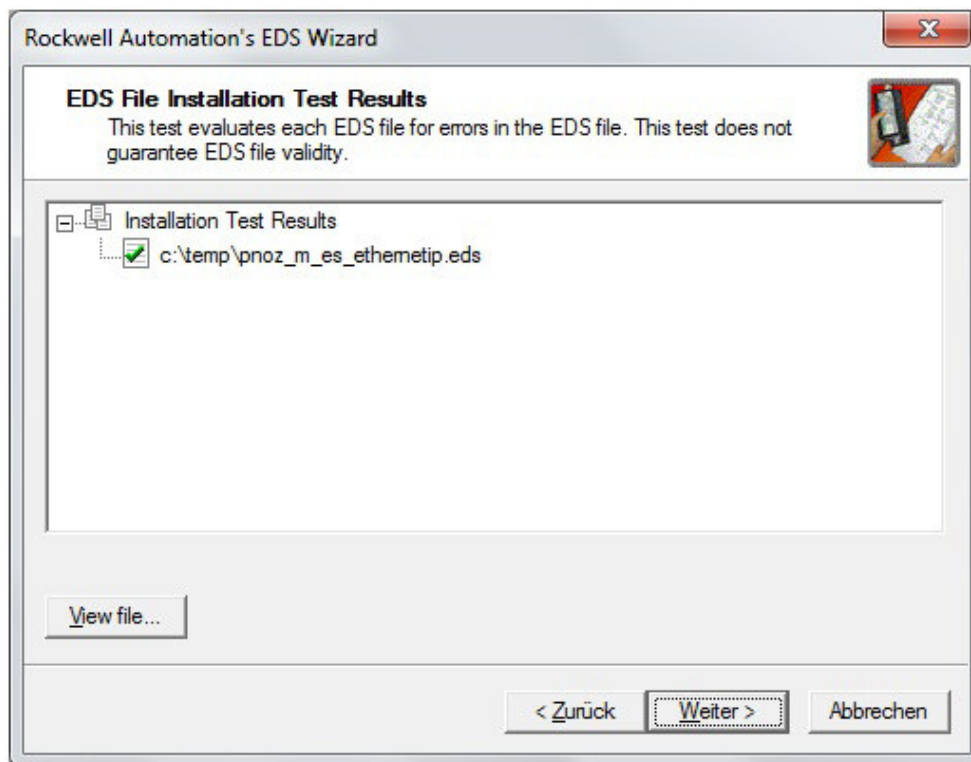 Rockwell Automation's EDS Wizard
EDS File Installation Test Results
This test evaluates each EDS file for errors in the EDS file. This test does not
guarantee EDS file validity.
Installation Test Results
c:\temp\pnoz_m_es_ethernetip.eds
View file...
< Zurück
Weiter >
Abbrechen